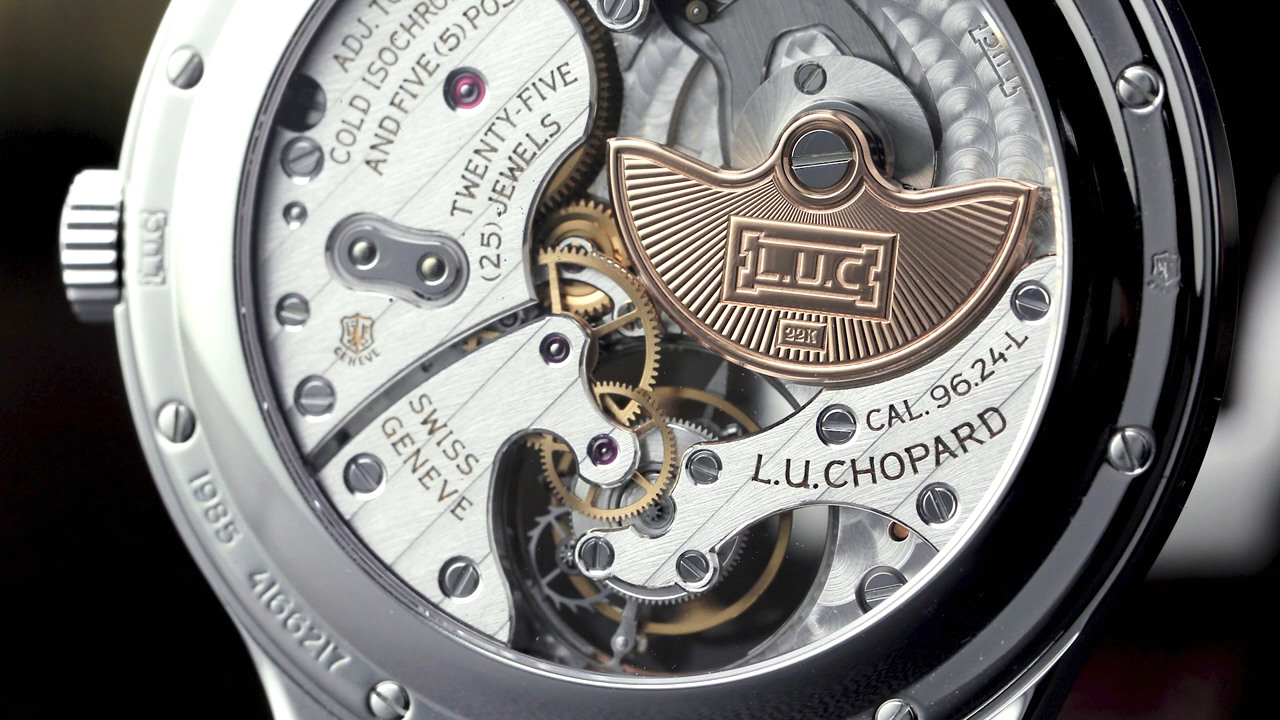 ADJ. TO
COLD ISOCHRO
AND FIVE (5) POS
TWENTY-FIVE
(25) JEWELS
L.U.C
GENEVE
SWISS
GENEVE
L.U.C
22K
CAL. 96.24-L
L.U.CHOPARD
1985
4166217